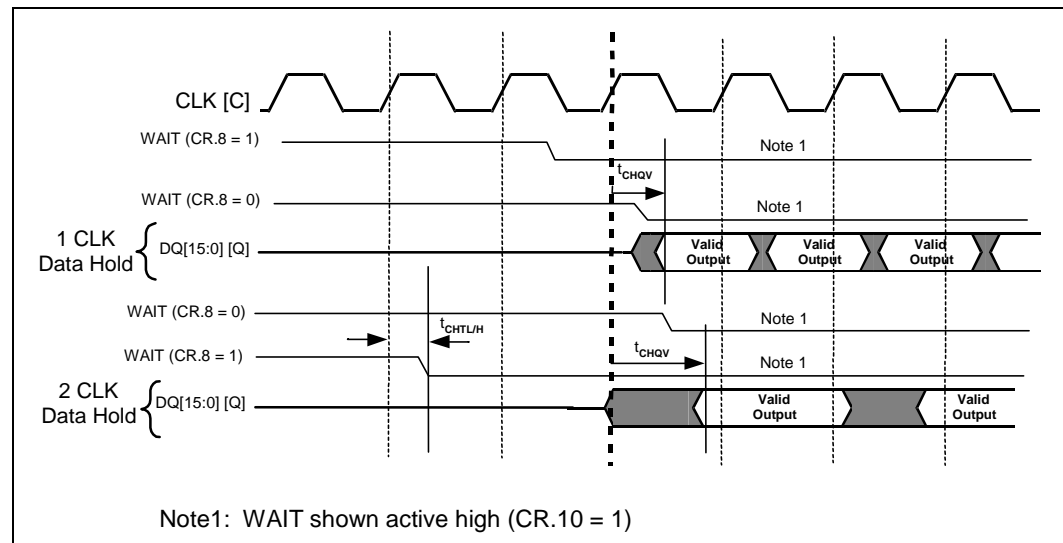 CLK [C]
WAIT (CR.8 = 1)
Note 1
tCHQV
WAIT (CR.8 = 0)
Note 1
1 CLK
Data Hold
DQ[15:0] [Q]
Valid
Output
Valid
Output
Valid
Output
WAIT (CR.8 = 0)
Note 1
tCHTL/H
tCHQV
WAIT (CR.8 = 1)
Note 1
2 CLK
Data Hold
DQ[15:0] [Q]
Valid
Output
Valid
Output
Note1: WAIT shown active high (CR.10 = 1)